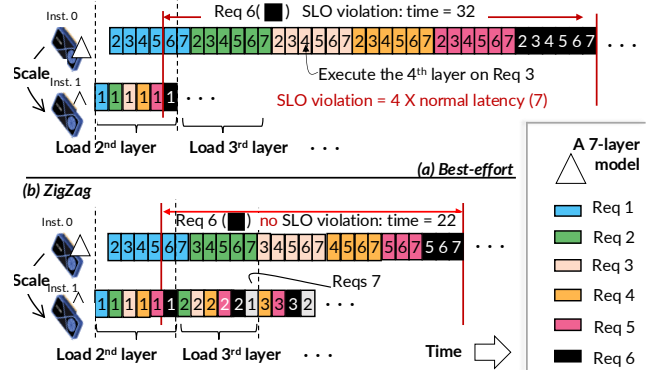 Req 6( ) SLO violation: time = 32
Inst. 0
2 3 4 5 6 7 2 3 4 5 6 7 2 3 4 5 6 7 2 3 4 5 6 7 2 3 4 5 6 7 2 3 4 5 6 7 . . .
Scale
Execute the 4th layer on Req 3
Inst. 1
1 1 1 1 1 1 . . .
SLO violation = 4 X normal latency (7)
Load 2nd layer Load 3rd layer . . .
(a) Best-effort
A 7-layer
model
(b) ZigZag
Req 6 ( ) no SLO violation: time = 22
Inst. 0
2 3 4 5 6 7 3 4 5 6 7 3 4 5 6 7 4 5 6 7 5 6 7 5 6 7 . . .
Scale
Reqs 7
Inst. 1
1 1 1 1 1 1 2 2 2 2 2 1 3 3 3 2 . . .
Load 2nd layer Load 3rd layer . . .
Time
Req 1
Req 2
Req 3
Req 4
Req 5
Req 6